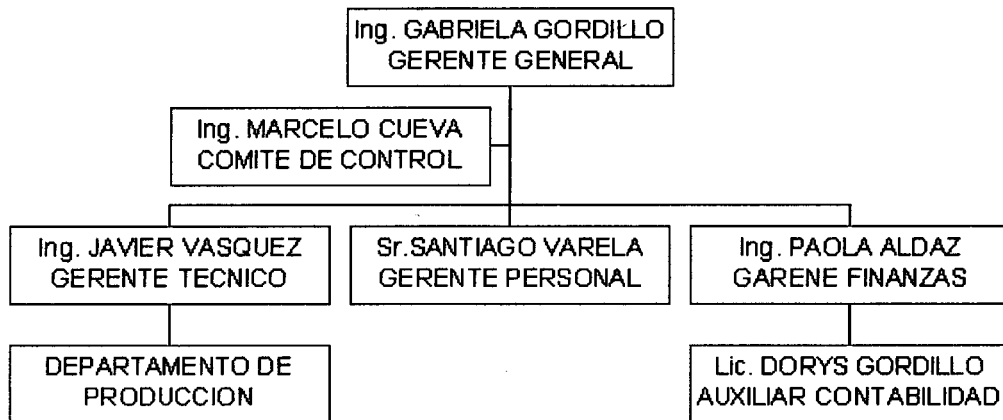 Ing. GABRIELA GORDILLO
GERENTE GENERAL
Ing. MARCELO CUEVA
COMITE DE CONTROL
Ing. JAVIER VASQUEZ
GERENTE TECNICO
Sr.SANTIAGO VARELA
GERENTE PERSONAL
Ing. PAOLA ALDAZ
GARENE FINANZAS
DEPARTAMENTO DE
PRODUCCION
Lic. DORYS GORDILLO
AUXILIAR CONTABILIDAD